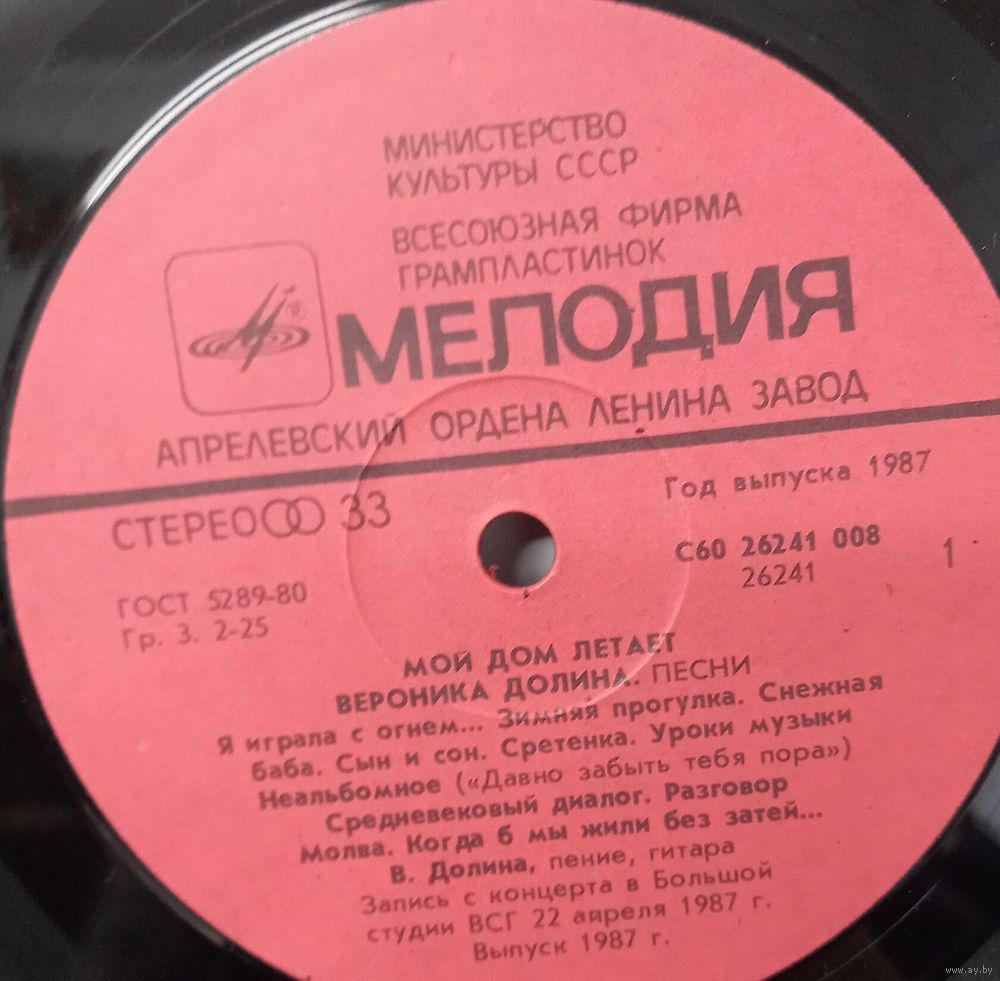 МИНИСТЕРСТВО
КУЛЬТУРЫ СССР
ВСЕСОЮЗНАЯ ФИРМА
ГРАМПЛАСТИНОК
МЕЛОДИЯ
АПРЕЛЕВСКИЙ ОРДЕНА ЛЕНИНА ЗАВОД
СТЕРЕО 33
Год выпуска 1987
ГОСТ 5289-80
Гр. 3. 2-25
С60 26241 008
26241
1
МОЙ ДОМ ЛЕТАЕТ
ВЕРОНИКА ДОЛИНА. ПЕСНИ
Я играла с огнем... Зимняя прогулка. Снежная
баба. Сын и сон. Сретенка. Уроки музыки
Неальбомное («Давно забыть тебя пора»)
Средневековый диалог. Разговор
Молва. Когда б мы жили без затей...
В. Долина, пение, гитара
Запись с концерта в Большой
студии ВСГ 22 апреля 1987 г.
Выпуск 1987 г.
www.ay.by